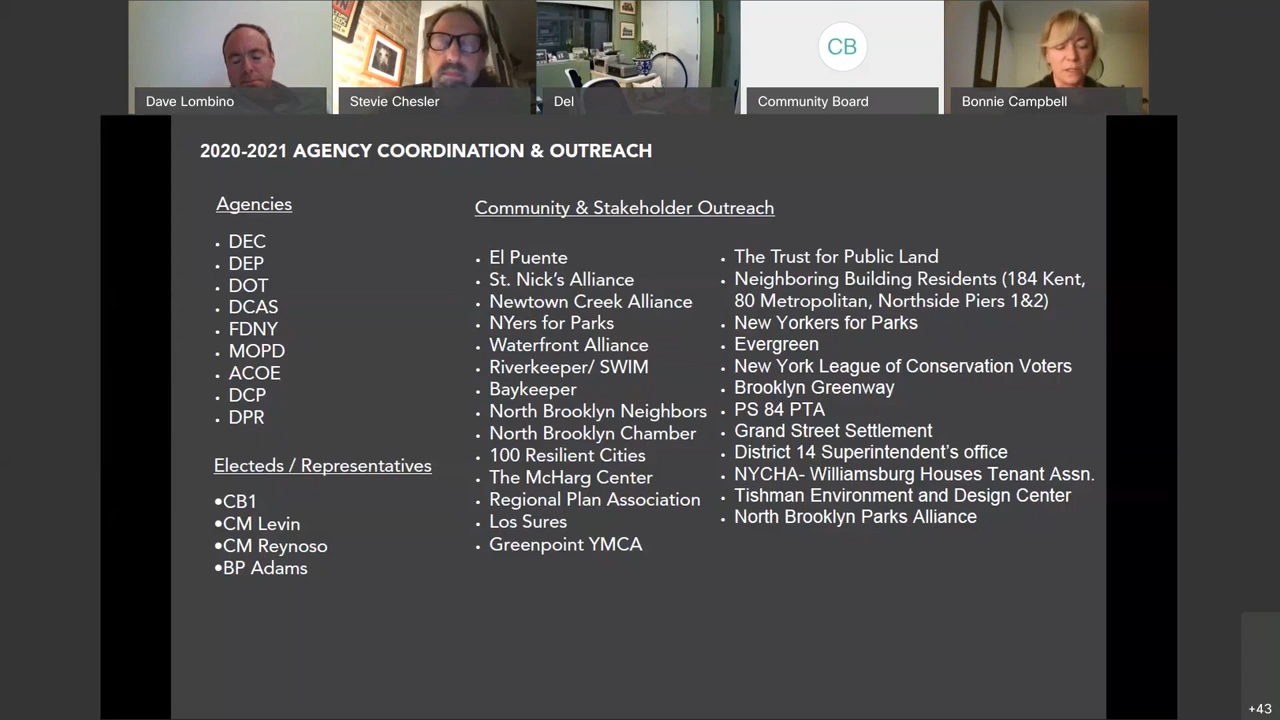 Dave Lombino
Stevie Chesler
Del
CB
Community Board
Bonnie Campbell
2020-2021 AGENCY COORDINATION & OUTREACH
Agencies
• DEC
• DEP
• DOT
• DCAS
• FDNY
• MOPD
• ACOE
• DCP
• DPR
Electeds / Representatives
•CB1
•CM Levin
•CM Reynoso
•BP Adams
Community & Stakeholder Outreach
• El Puente
• St. Nick's Alliance
• Newtown Creek Alliance
• NYers for Parks
• Waterfront Alliance
• Riverkeeper/ SWIM
• Baykeeper
• North Brooklyn Neighbors
• North Brooklyn Chamber
• 100 Resilient Cities
• The McHarg Center
• Regional Plan Association
• Los Sures
• Greenpoint YMCA
• The Trust for Public Land
• Neighboring Building Residents (184 Kent,
80 Metropolitan, Northside Piers 1&2)
• New Yorkers for Parks
• Evergreen
• New York League of Conservation Voters
• Brooklyn Greenway
• PS 84 PTA
• Grand Street Settlement
• District 14 Superintendent's office
• NYCHA- Williamsburg Houses Tenant Assn.
• Tishman Environment and Design Center
• North Brooklyn Parks Alliance
+43